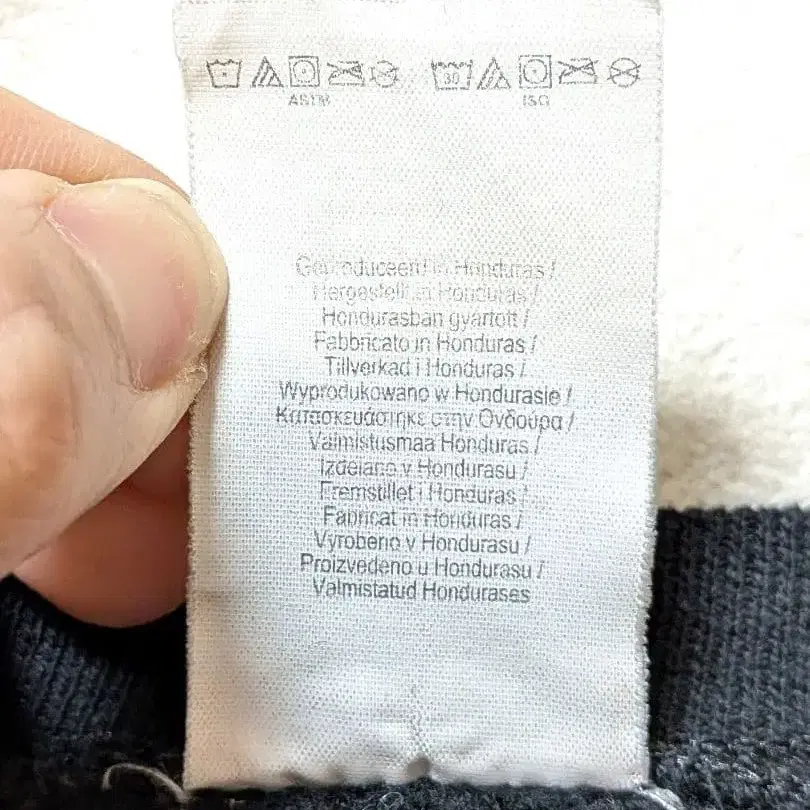 30
ASTM ISO
Geproduceerd in Honduras /
Hergestellt in Honduras /
Hondurasban gyártott /
Fabbricato in Honduras /
Tillverkad i Honduras /
Wyprodukowano w Hondurasie /
Κατασκευάστηκε στην Ονδούρα /
Valmistusmaa Honduras /
Izdelano v Hondurasu /
Fremstillet i Honduras /
Fabricat in Honduras /
Vyrobeno v Hondurasu /
Proizvedeno u Hondurasu /
Valmistatud Hondurases